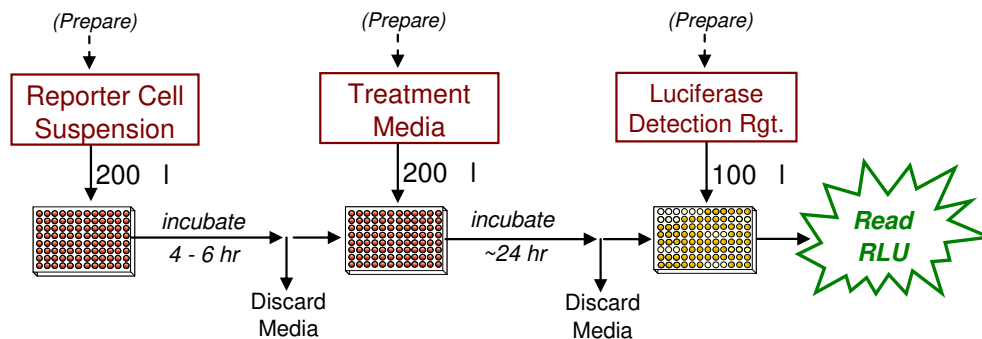 (Prepare)
(Prepare)
(Prepare)
Reporter Cell
Suspension
Treatment
Media
Luciferase
Detection Rgt.
200 l
200 l
100 l
incubate
4 - 6 hr
incubate
~24 hr
Read
RLU
Discard
Media
Discard
Media